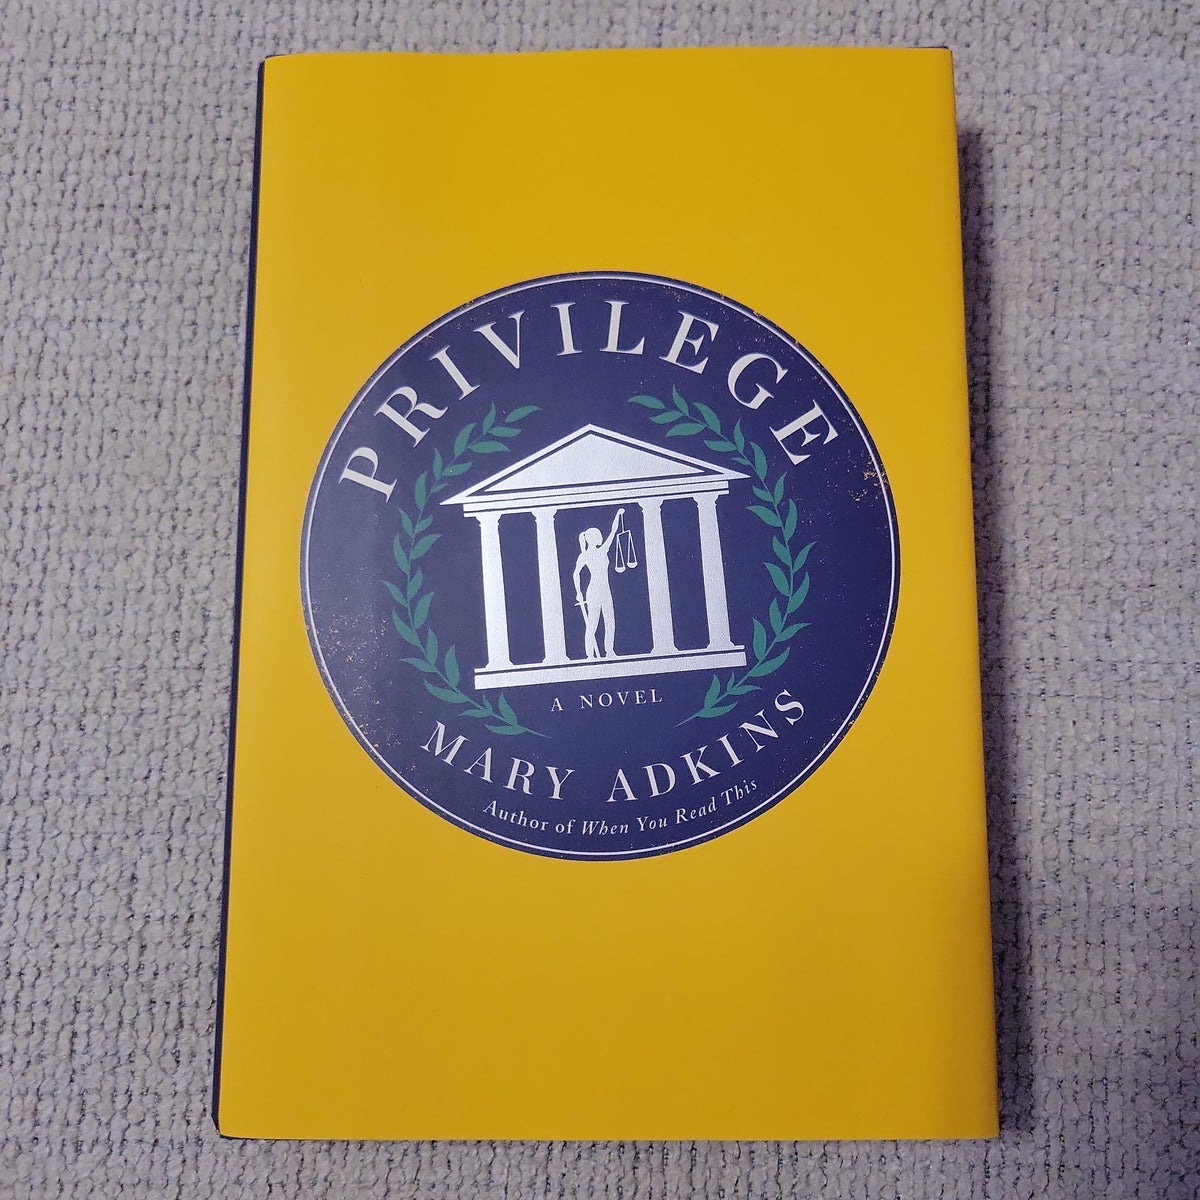 PRIVILEGE
A NOVEL
MARY ADKINS
Author of When You Read This